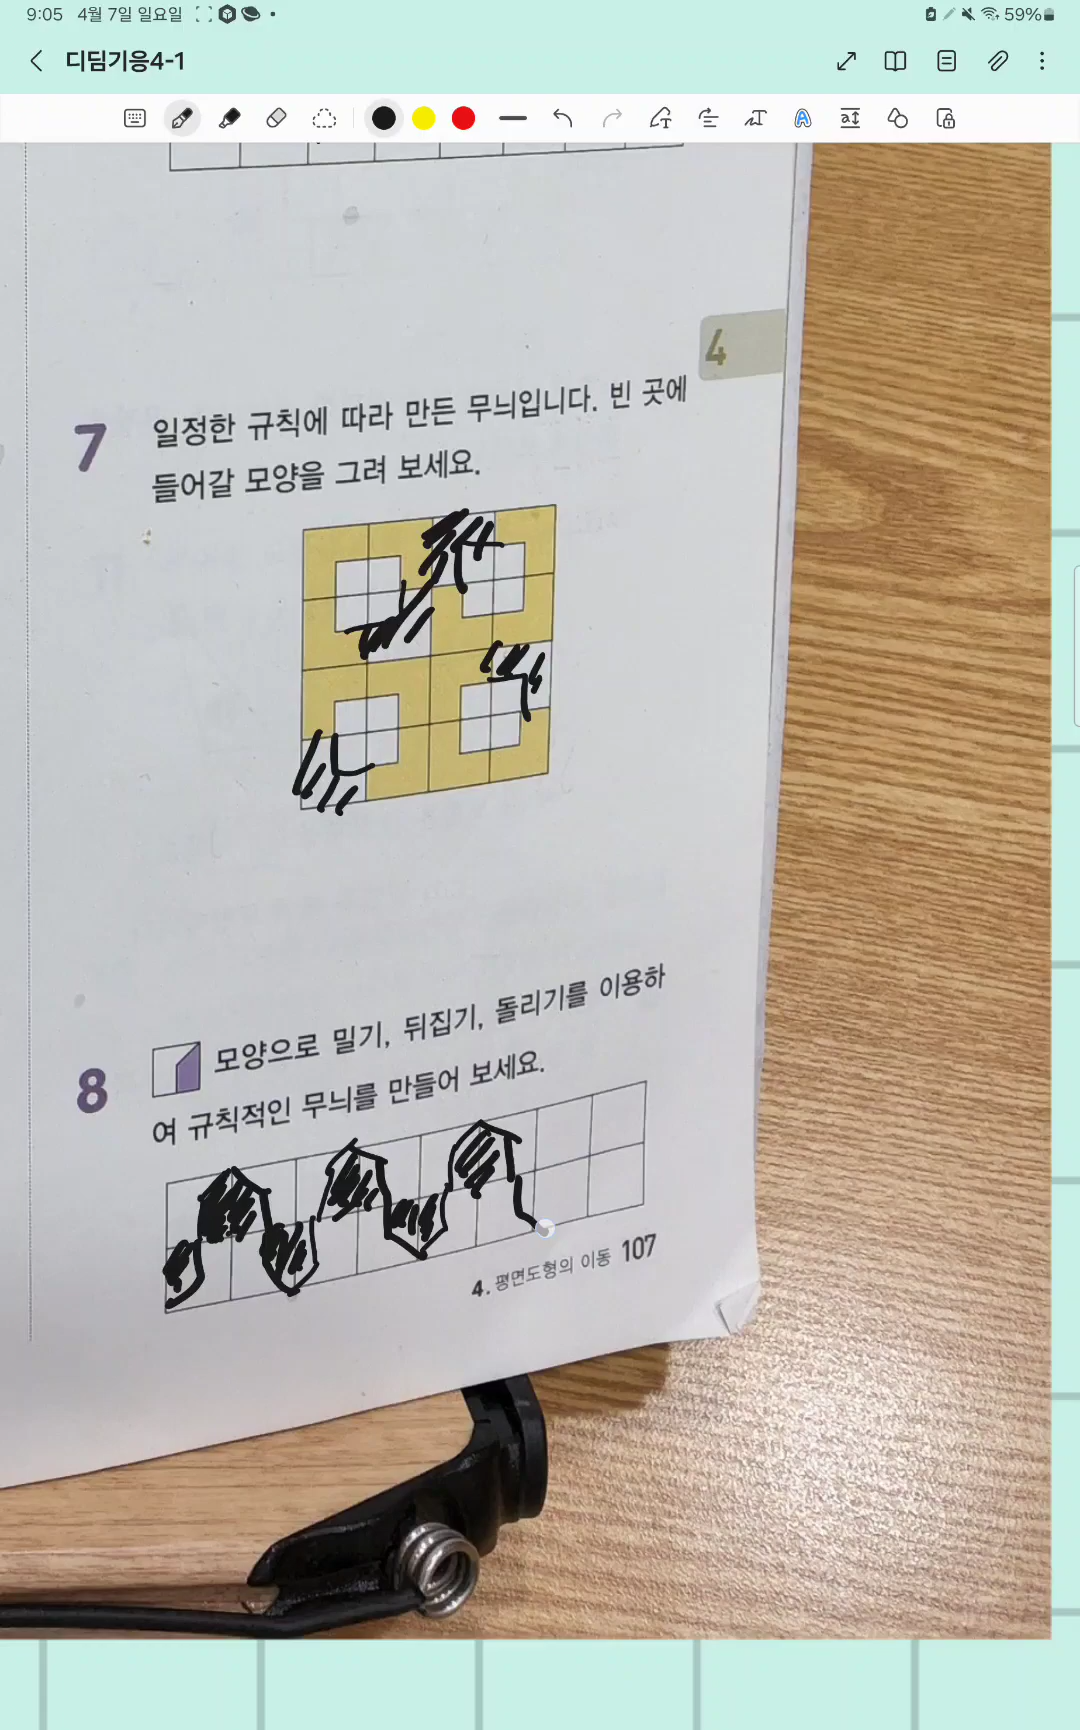 9:05 4월 7일 일요일
59%
디딤기응4-1
4
7 일정한 규칙에 따라 만든 무늬입니다. 빈 곳에
들어갈 모양을 그려 보세요.
8 모양으로 밀기, 뒤집기, 돌리기를 이용하
여 규칙적인 무늬를 만들어 보세요.
4. 평면도형의 이동 107